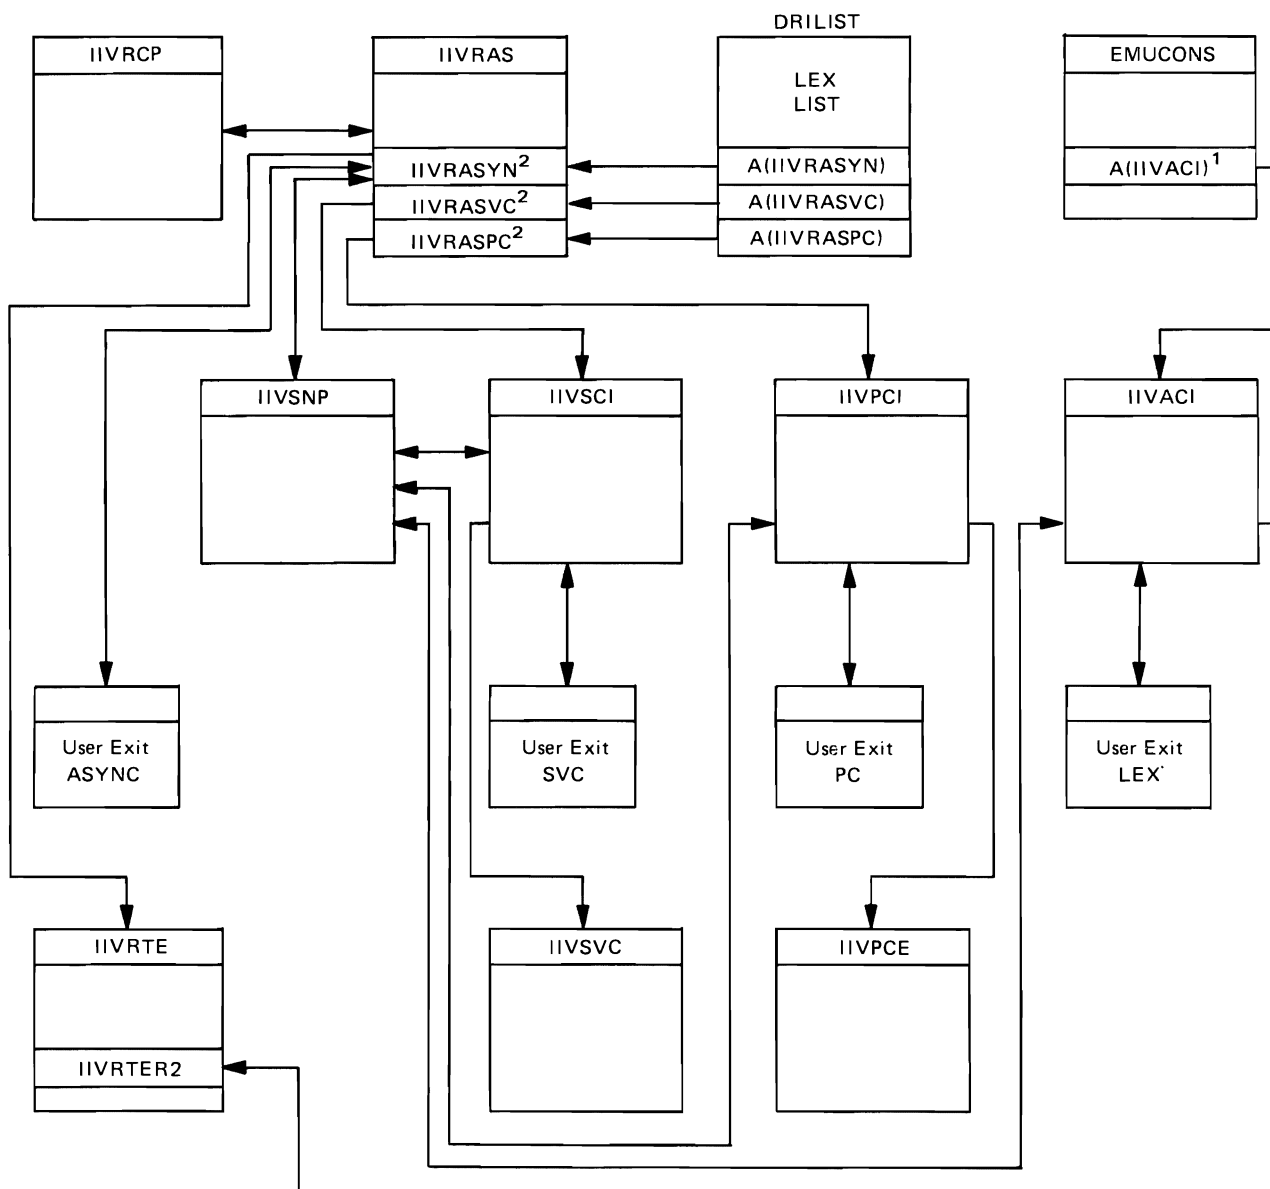 DRILIST
IIVRCP
IIVRAS
LEX
LIST
EMUCONS
IIVRASYN²
A(IIVRASYN)
A(IIVACI)¹
IIVRASVC²
A(IIVRASVC)
IIVRASPC²
A(IIVRASPC)
IIVSNP
IIVSCI
IIVPCI
IIVACI
User Exit
ASYNC
User Exit
SVC
User Exit
PC
User Exit
LEX
IIVRTE
IIVSVC
IIVPCE
IIVRTER2